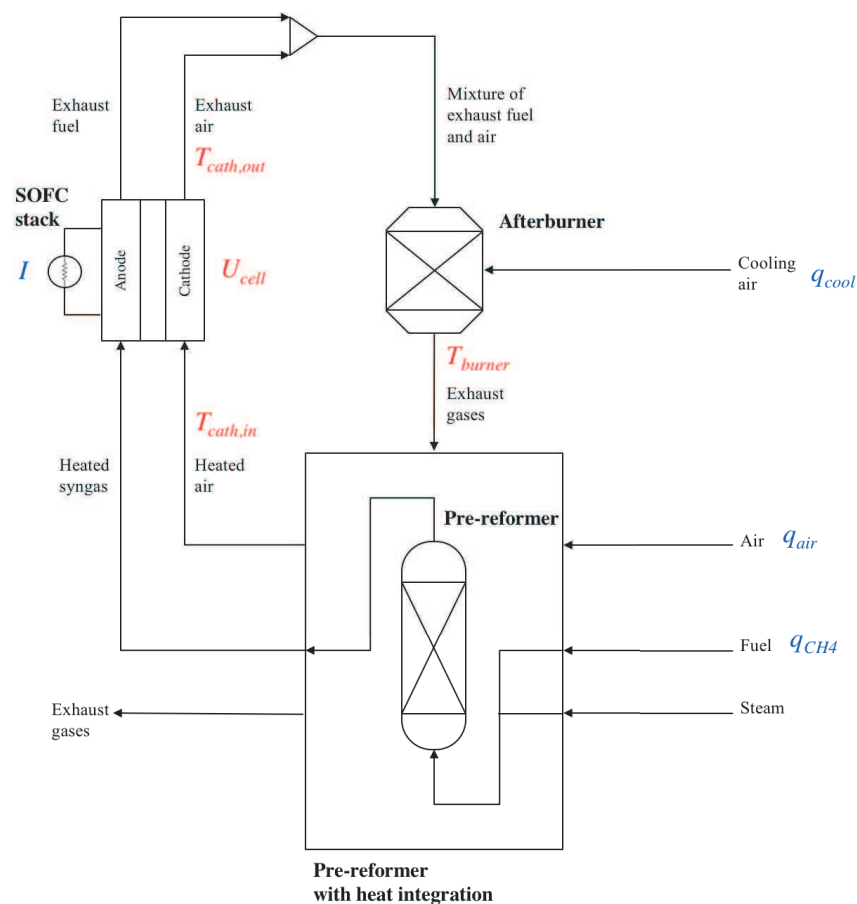 Exhaust
fuel
Exhaust
air
T_cath,out
Mixture of
exhaust fuel
and air
SOFC
stack
I
Anode
Cathode
U_cell
Afterburner
Cooling
air
q_cool
T_burner
Exhaust
gases
T_cath,in
Heated
syngas
Heated
air
Pre-reformer
Air
q_air
Fuel
q_CH4
Steam
Exhaust
gases
Pre-reformer
with heat integration